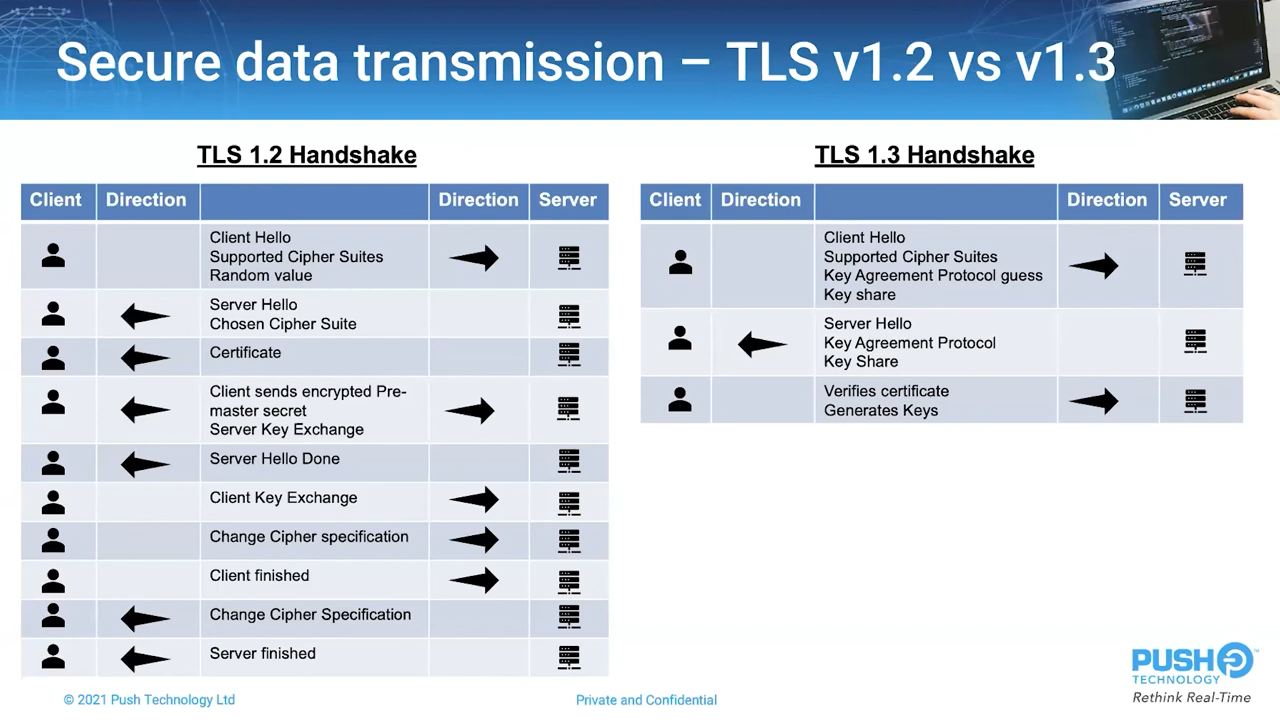 Secure data transmission – TLS v1.2 vs v1.3
TLS 1.2 Handshake
Client Direction Direction Server
Client Hello
Supported Cipher Suites
Random value
Server Hello
Chosen Cipher Suite
Certificate
Client sends encrypted Pre-
master secret
Server Key Exchange
Server Hello Done
Client Key Exchange
Change Cipher specification
Client finished
Change Cipher Specification
Server finished
TLS 1.3 Handshake
Client Direction Direction Server
Client Hello
Supported Cipher Suites
Key Agreement Protocol guess
Key share
Server Hello
Key Agreement Protocol
Key Share
Verifies certificate
Generates Keys
PUSH
TECHNOLOGY
Rethink Real-Time
© 2021 Push Technology Ltd
Private and Confidential